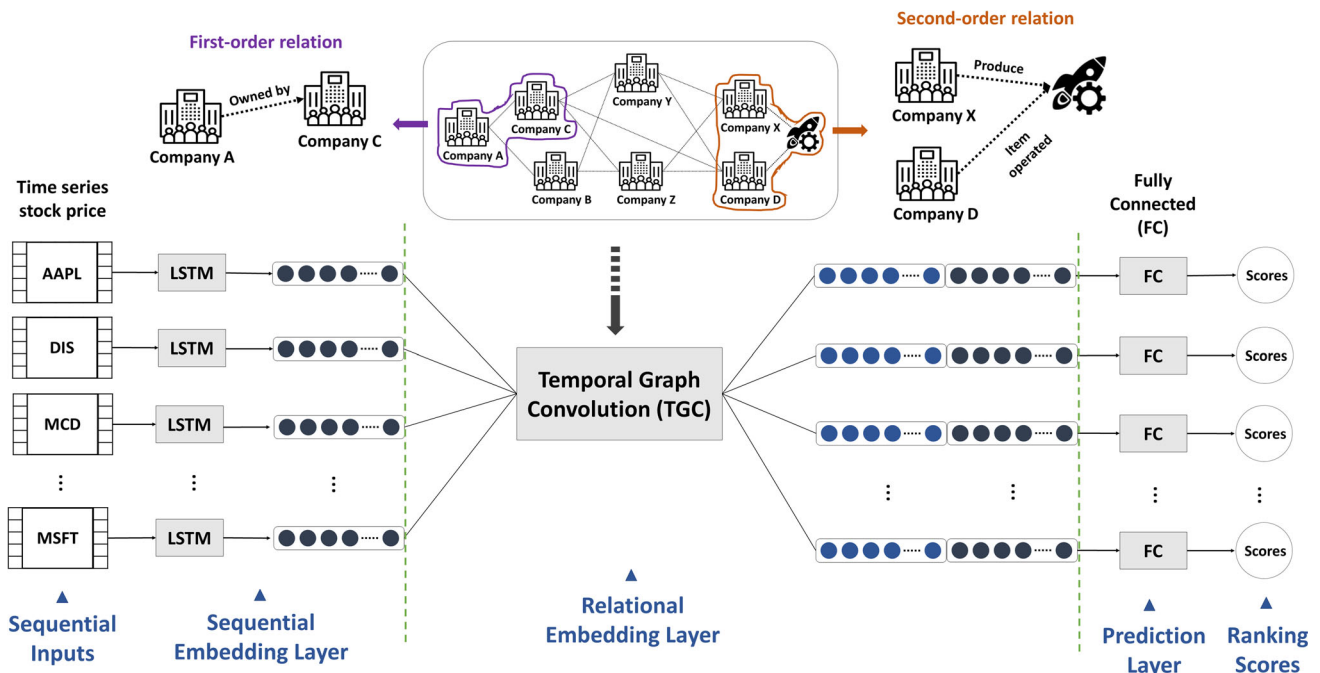 First-order relation
Owned by
Company A
Company C
Company Y
Company C
Company X
Company A
Company B
Company Z
Company D
Second-order relation
Produce
Company X
Item
operated
Company D
Time series
stock price
Fully
Connected
(FC)
AAPL
LSTM
FC
Scores
DIS
LSTM
FC
Scores
Temporal Graph
Convolution (TGC)
MCD
LSTM
FC
Scores
MSFT
LSTM
FC
Scores
Sequential
Inputs
Sequential
Embedding Layer
Relational
Embedding Layer
Prediction
Layer
Ranking
Scores